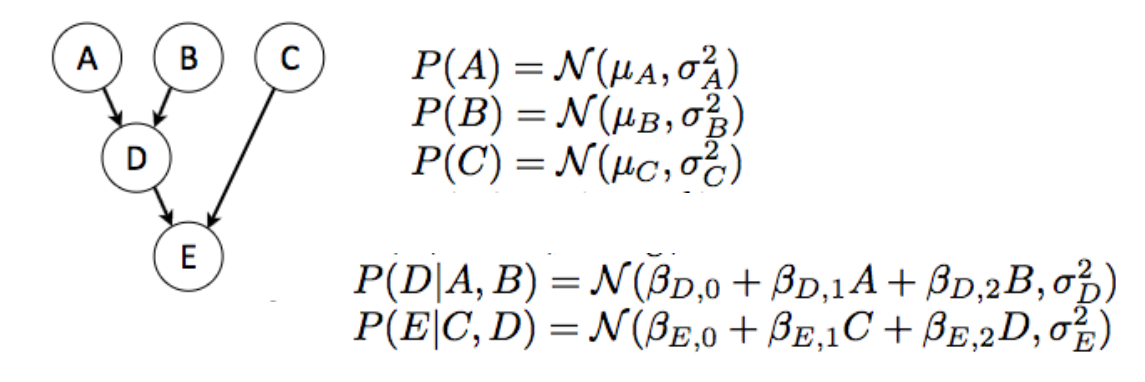 A B C
D
E
P(A) = 𝒩(μ_A, σ_A^2)
P(B) = 𝒩(μ_B, σ_B^2)
P(C) = 𝒩(μ_C, σ_C^2)
P(D|A, B) = 𝒩(β_{D,0} + β_{D,1}A + β_{D,2}B, σ_D^2)
P(E|C, D) = 𝒩(β_{E,0} + β_{E,1}C + β_{E,2}D, σ_E^2)